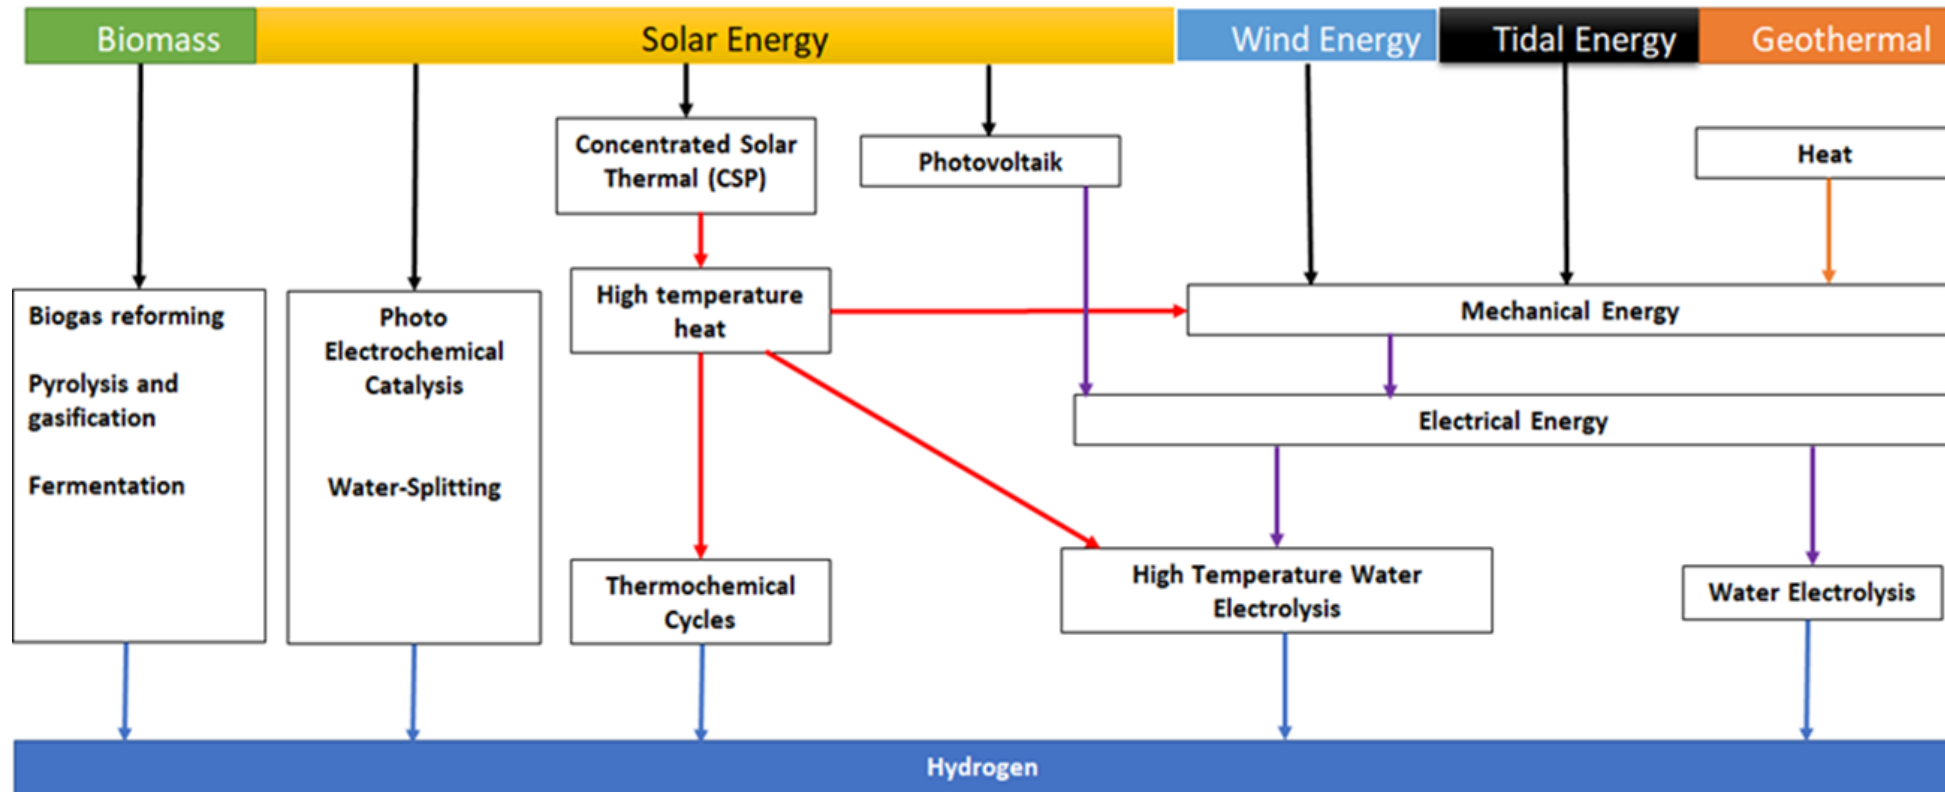 Biomass
Solar Energy
Wind Energy
Tidal Energy
Geothermal
Concentrated Solar
Thermal (CSP)
Photovoltaik
Heat
High temperature
heat
Mechanical Energy
Biogas reforming
Pyrolysis and
gasification
Fermentation
Photo
Electrochemical
Catalysis
Water-Splitting
Electrical Energy
Thermochemical
Cycles
High Temperature Water
Electrolysis
Water Electrolysis
Hydrogen